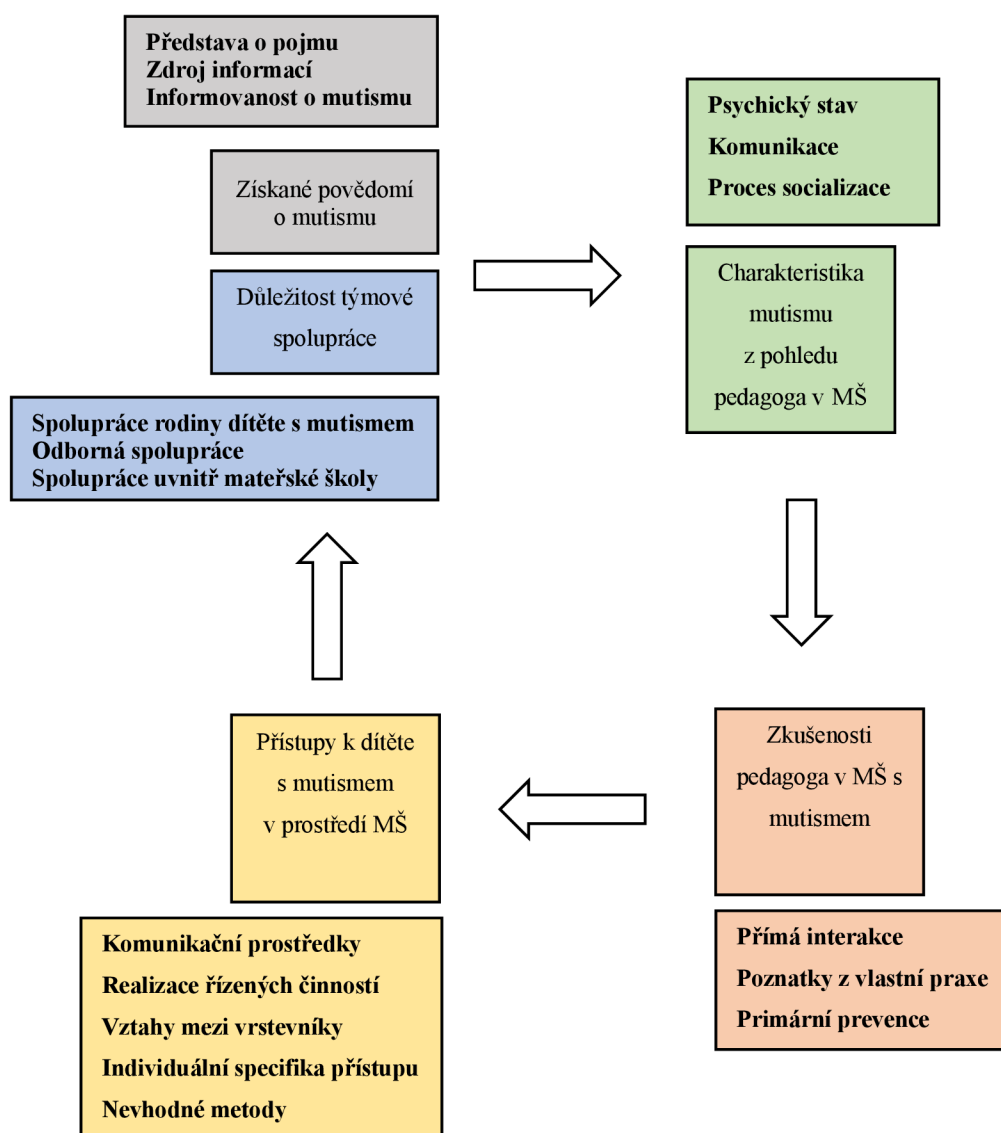 Představa o pojmu
Zdroj informací
Informovanost o mutismu
Získané povědomí
o mutismu
Důležitost týmové
spolupráce
Spolupráce rodiny dítěte s mutismem
Odborná spolupráce
Spolupráce uvnitř mateřské školy
Psychický stav
Komunikace
Proces socializace
Charakteristika
mutismu
z pohledu
pedagoga v MŠ
Zkušenosti
pedagoga v MŠ s
mutismem
Přímá interakce
Poznatky z vlastní praxe
Primární prevence
Přístupy k dítěte
s mutismem
v prostředí MŠ
Komunikační prostředky
Realizace řízených činností
Vztahy mezi vrstevníky
Individuální specifika přístupu
Nevhodné metody